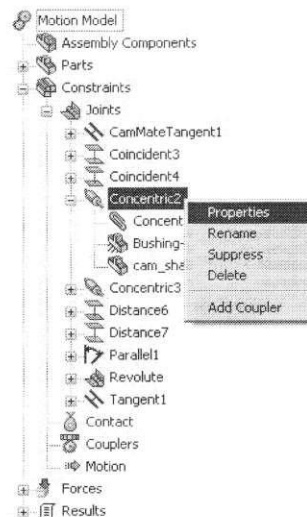 Motion Model
Assembly Components
Parts
Constraints
Joints
CamMateTangent1
Coincident3
Coincident4
Concentric2
Properties
Concent
Rename
Bushing-
Suppress
cam_sha
Delete
Concentric3
Add Coupler
Distance6
Distance7
Parallel1
Revolute
Tangent1
Contact
Couplers
Motion
Forces
Results